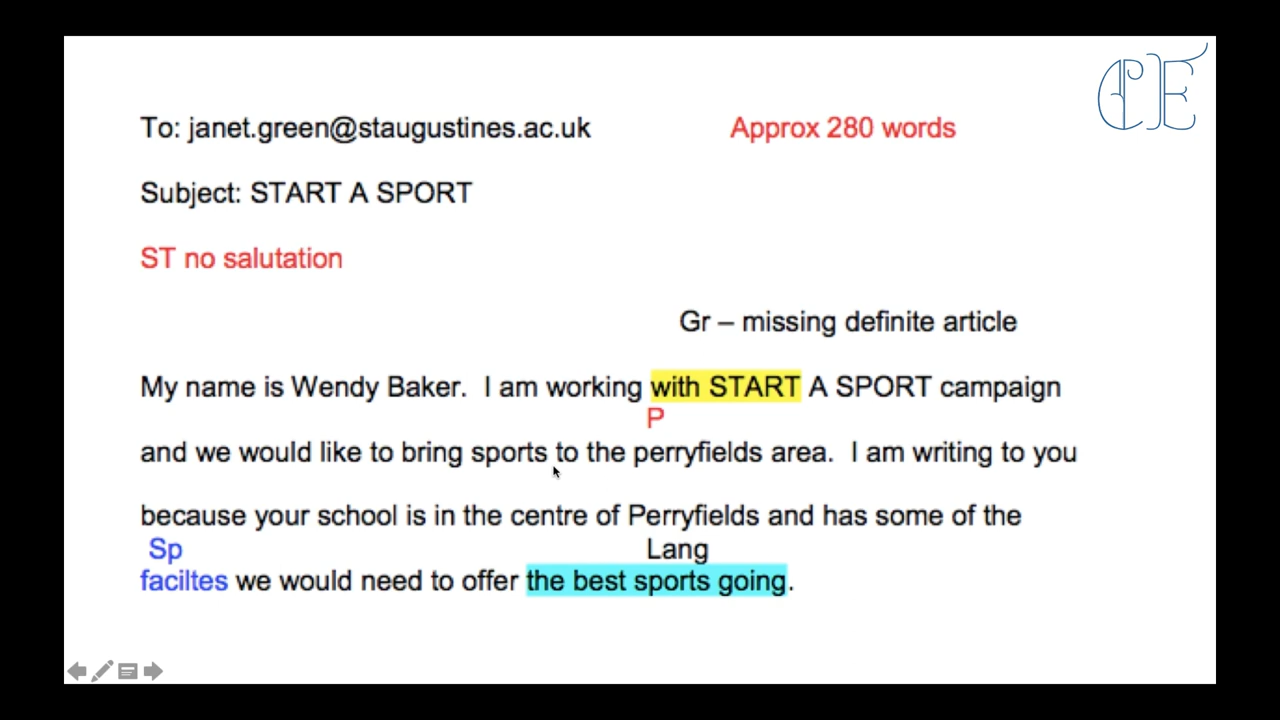 CE
To: janet.green@staugustines.ac.uk Approx 280 words
Subject: START A SPORT
ST no salutation
Gr – missing definite article
My name is Wendy Baker. I am working with START A SPORT campaign
P
and we would like to bring sports to the perryfields area. I am writing to you
because your school is in the centre of Perryfields and has some of the
Sp Lang
faciltes we would need to offer the best sports going.